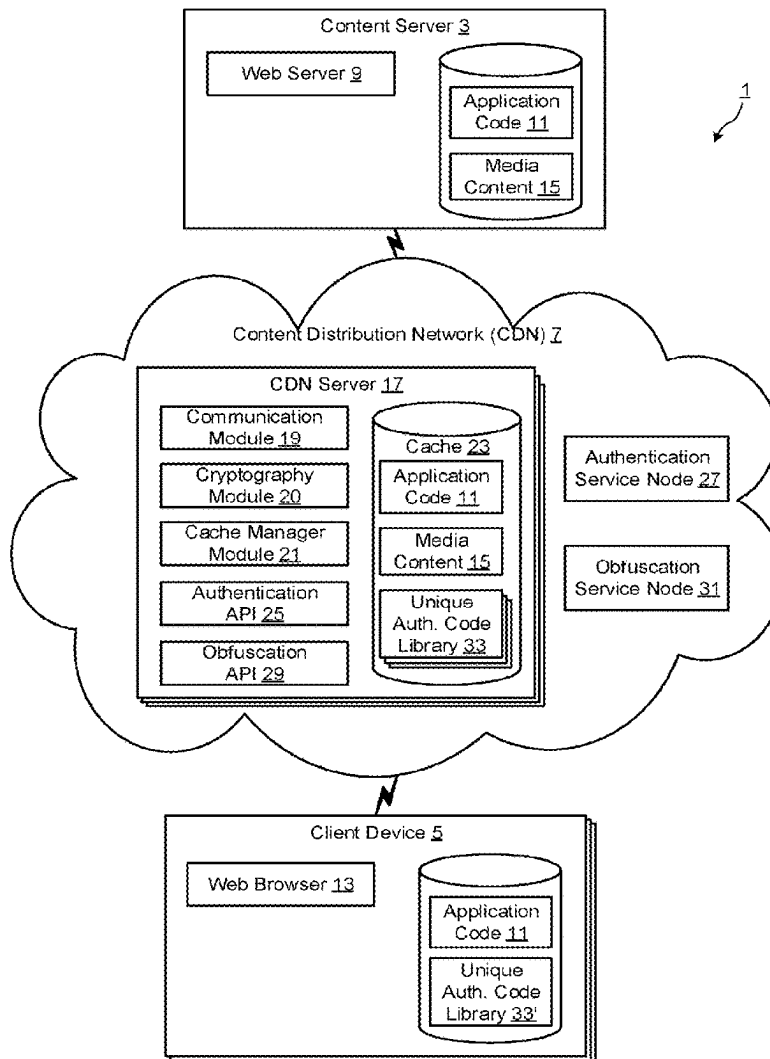 Content Server 3
Web Server 9
Application
Code 11
Media
Content 15
1
Content Distribution Network (CDN) 7
CDN Server 17
Communication
Module 19
Cryptography
Module 20
Cache Manager
Module 21
Authentication
API 25
Obfuscation
API 29
Cache 23
Application
Code 11
Media
Content 15
Unique
Auth. Code
Library 33
Authentication
Service Node 27
Obfuscation
Service Node 31
Client Device 5
Web Browser 13
Application
Code 11
Unique
Auth. Code
Library 33'